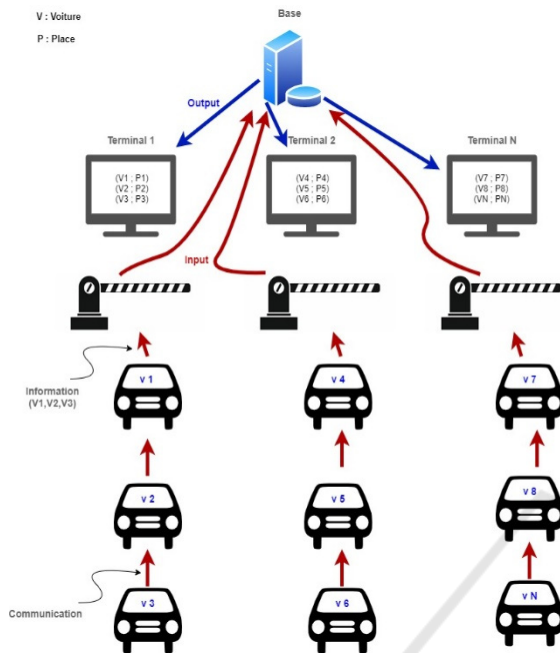 V : Voiture
P : Place
Base
Output
Terminal 1
Terminal 2
Terminal N
(V1 ; P1)
(V2 ; P2)
(V3 ; P3)
(V4 ; P4)
(V5 ; P5)
(V6 ; P6)
(V7 ; P7)
(V8 ; P8)
(VN ; PN)
Input
Information
(V1,V2,V3)
v 1
v 4
v 7
v 2
v 5
v 8
Communication
v 3
v 6
v N